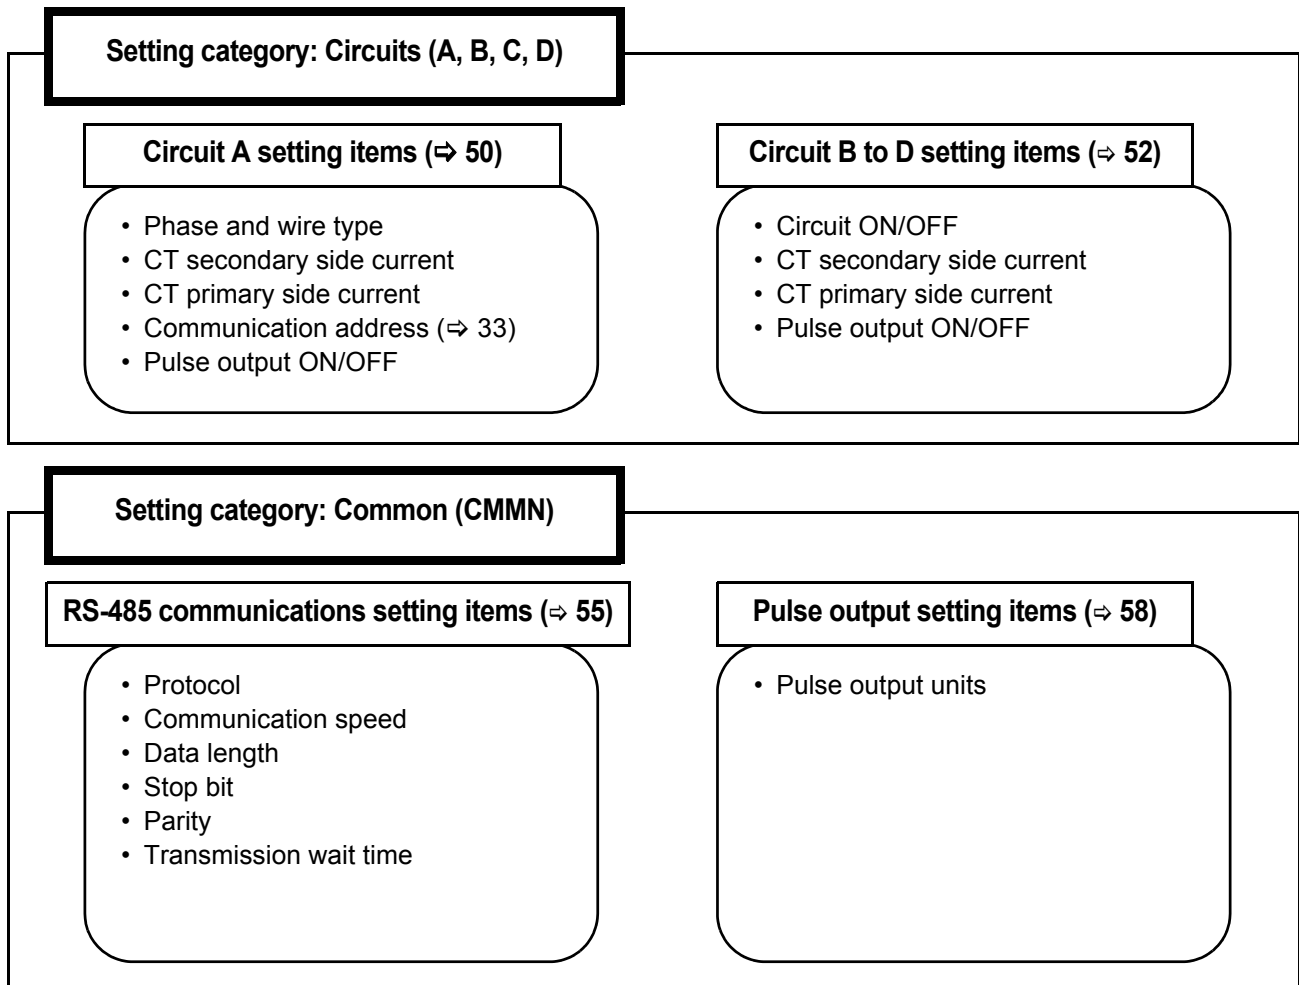 Setting category: Circuits (A, B, C, D)
Circuit A setting items (⇨ 50)
• Phase and wire type
• CT secondary side current
• CT primary side current
• Communication address (⇨ 33)
• Pulse output ON/OFF
Circuit B to D setting items (⇨ 52)
• Circuit ON/OFF
• CT secondary side current
• CT primary side current
• Pulse output ON/OFF
Setting category: Common (CMMN)
RS-485 communications setting items (⇨ 55)
• Protocol
• Communication speed
• Data length
• Stop bit
• Parity
• Transmission wait time
Pulse output setting items (⇨ 58)
• Pulse output units